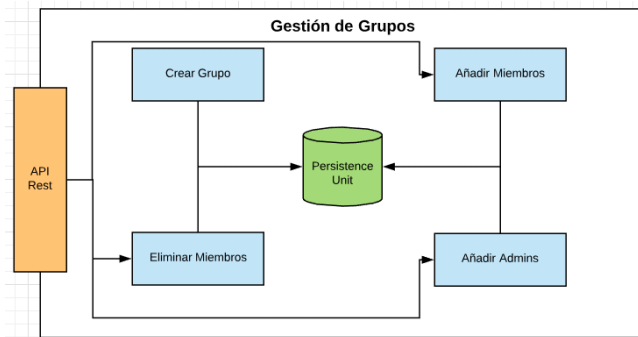 Gestión de Grupos
Crear Grupo
Añadir Miembros
API
Rest
Persistence
Unit
Eliminar Miembros
Añadir Admins